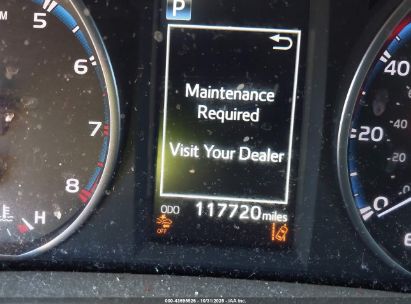 P
5
6
7
8
H
Maintenance
Required
Visit Your Dealer
ODO 117720 miles
OFF
40
20
0